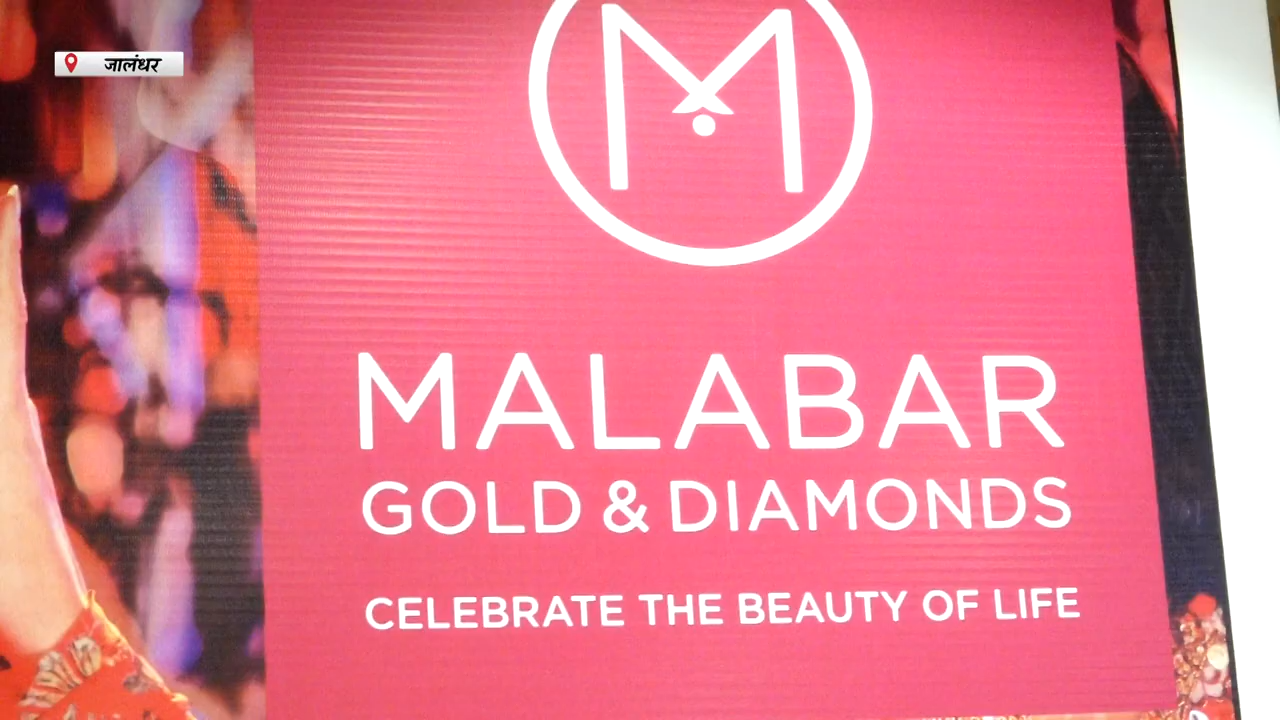 जालंधर
M
MALABAR
GOLD & DIAMONDS
CELEBRATE THE BEAUTY OF LIFE